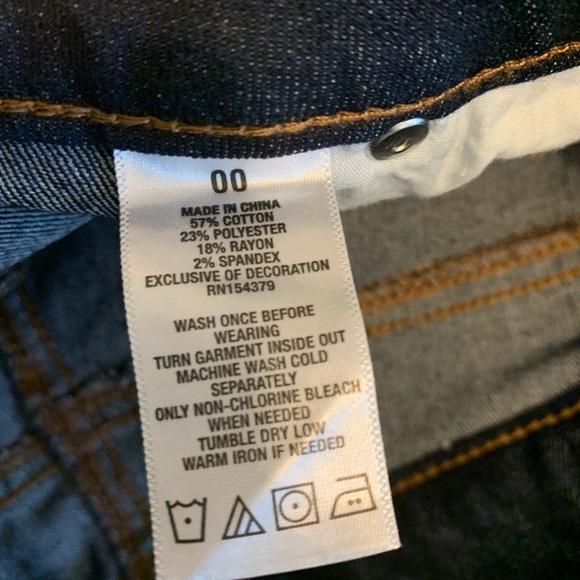 00
MADE IN CHINA
57% COTTON
23% POLYESTER
18% RAYON
2% SPANDEX
EXCLUSIVE OF DECORATION
RN154379
WASH ONCE BEFORE
WEARING
TURN GARMENT INSIDE OUT
MACHINE WASH COLD
SEPARATELY
ONLY NON-CHLORINE BLEACH
WHEN NEEDED
TUMBLE DRY LOW
WARM IRON IF NEEDED